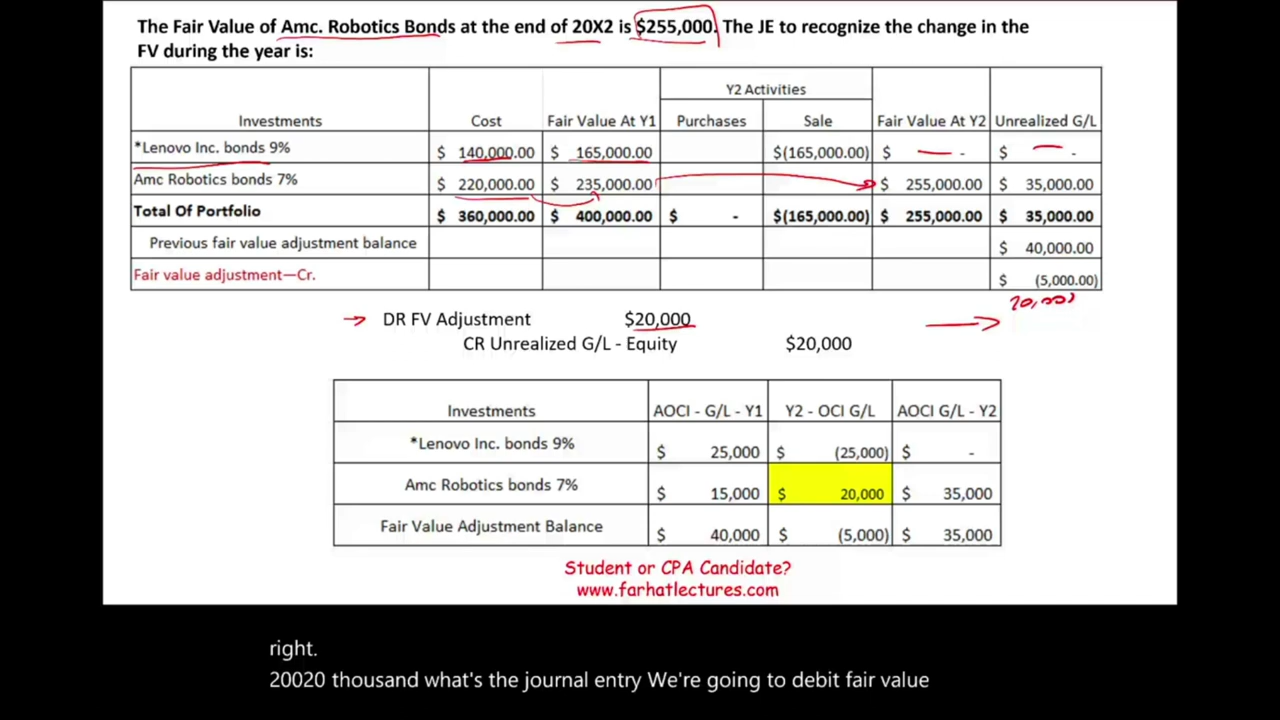 The Fair Value of Amc. Robotics Bonds at the end of 20X2 is $255,000. The JE to recognize the change in the
FV during the year is:
Investments Cost Fair Value At Y1 Y2 Activities Fair Value At Y2 Unrealized G/L
Purchases Sale
*Lenovo Inc. bonds 9% $ 140,000.00 $ 165,000.00 $(165,000.00) $ - $ -
Amc Robotics bonds 7% $ 220,000.00 $ 235,000.00 $ 255,000.00 $ 35,000.00
Total Of Portfolio $ 360,000.00 $ 400,000.00 $ - $(165,000.00) $ 255,000.00 $ 35,000.00
Previous fair value adjustment balance $ 40,000.00
Fair value adjustment—Cr. $ (5,000.00)
20,000
DR FV Adjustment $20,000
CR Unrealized G/L - Equity $20,000
Investments AOCI - G/L - Y1 Y2 - OCI G/L AOCI G/L - Y2
*Lenovo Inc. bonds 9% $ 25,000 $ (25,000) $ -
Amc Robotics bonds 7% $ 15,000 $ 20,000 $ 35,000
Fair Value Adjustment Balance $ 40,000 $ (5,000) $ 35,000
Student or CPA Candidate?
www.farhatlectures.com
right.
20020 thousand what's the journal entry We're going to debit fair value